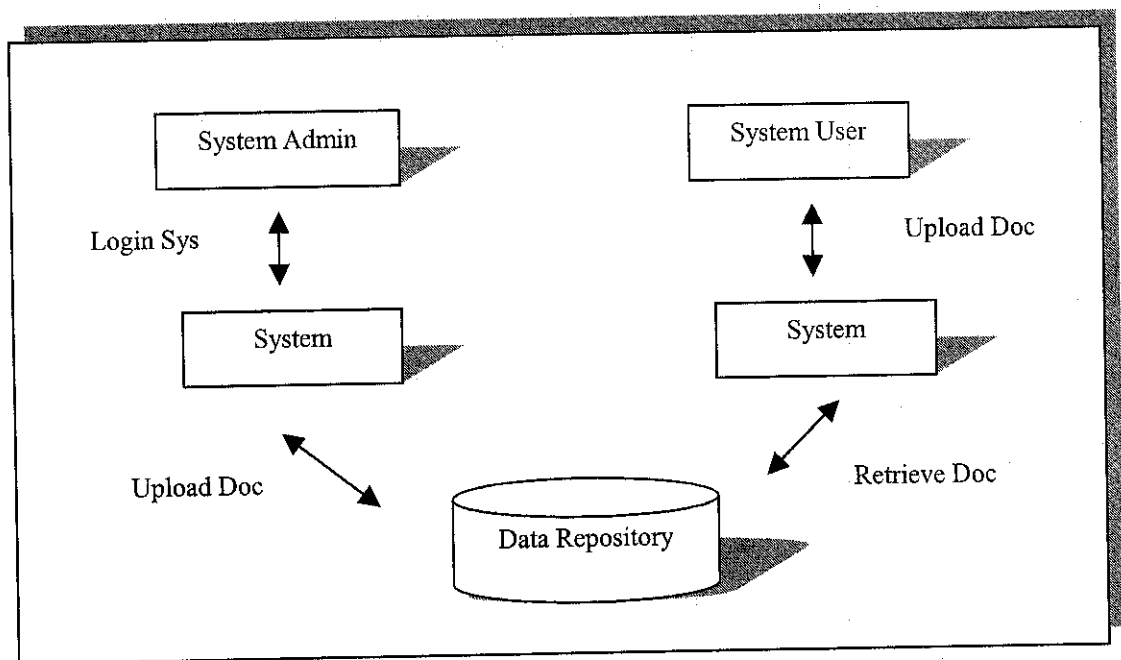 System Admin
System User
Login Sys
Upload Doc
System
System
Upload Doc
Retrieve Doc
Data Repository